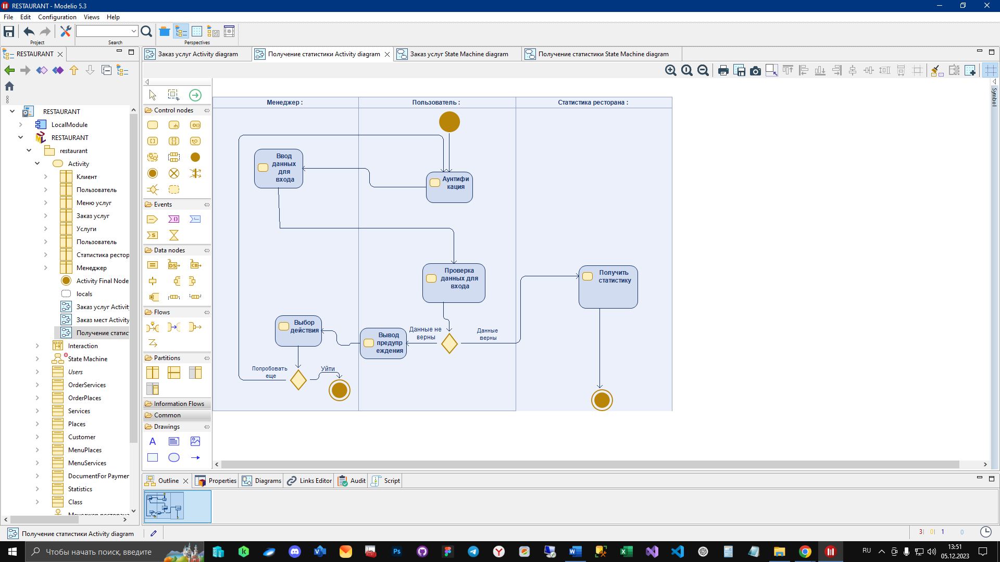 RESTAURANT - Modelio 5.3
File Edit Configuration Views Help
Project
Search
Perspectives
RESTAURANT
Заказ услуг Activity diagram
Получение статистики Activity diagram
Заказ услуг State Machine diagram
Получение статистики State Machine diagram
RESTAURANT
LocalModule
RESTAURANT
restaurant
Activity
Клиент
Пользователь
Меню услуг
Заказ услуг
Услуги
Пользователь
Статистика рестор
Менеджер
Activity Final Node
locals
Заказ услуг Activit
Заказ мест Activity
Получение статис
Interaction
State Machine
Users
OrderServices
OrderPlaces
Services
Places
Customer
MenuPlaces
MenuServices
DocumentFor Paymer
Statistics
Class
Менеджер ресторана
Control nodes
Events
Data nodes
Flows
Partitions
Information Flows
Common
Drawings
Symbol
Менеджер :
Пользователь :
Статистика ресторана :
Ввод
данных
для
входа
Аунтифи
кация
Проверка
данных для
входа
Получить
статистику
Выбор
действия
Вывод
предупр
еждения
Данные не
верны
Данные
верны
Попробовать
еще
Уйти
Outline
Properties
Diagrams
Links Editor
Audit
Script
Получение статистики Activity diagram
3 0 1 0
Чтобы начать поиск, введите
RU
13:51
05.12.2023